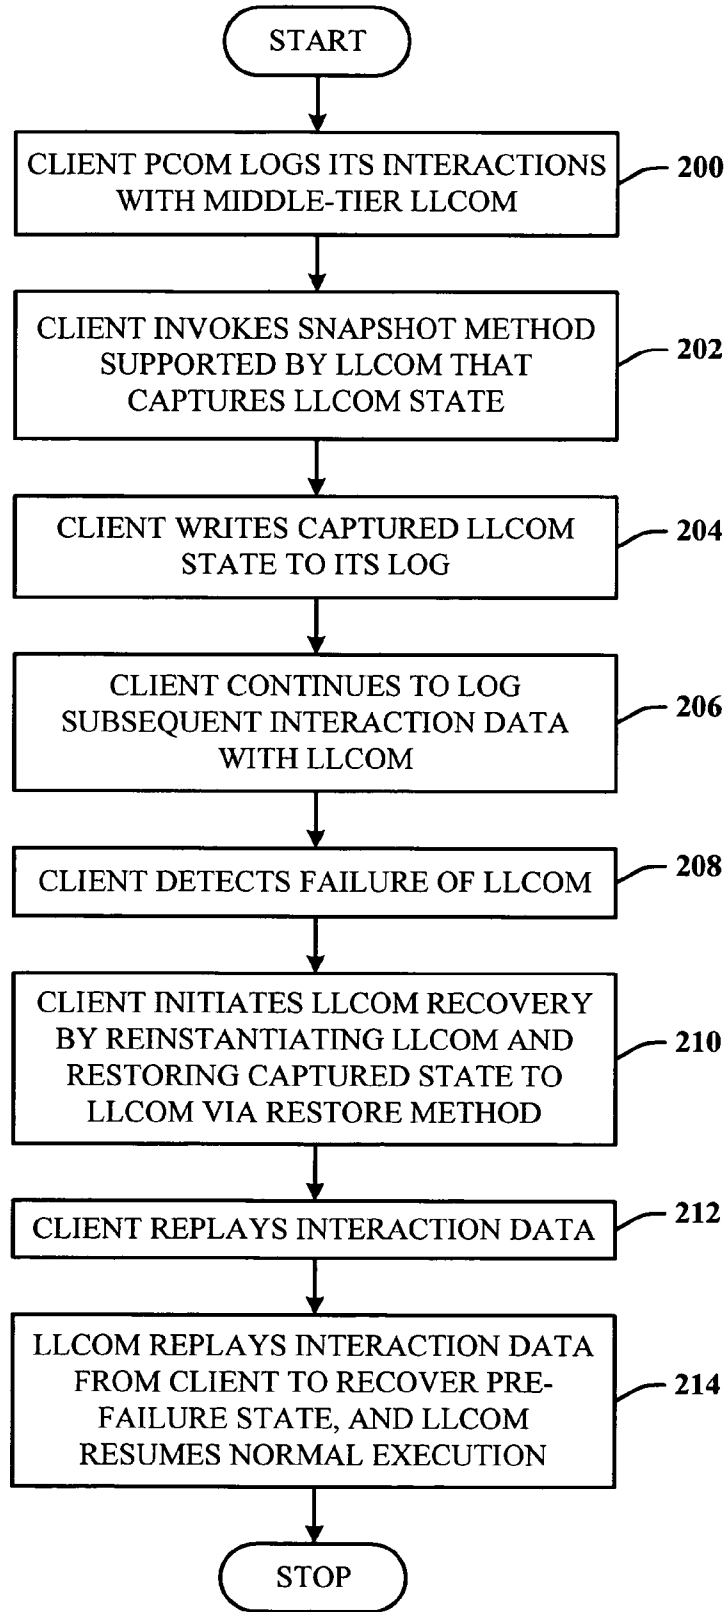 START
CLIENT PCOM LOGS ITS INTERACTIONS
WITH MIDDLE-TIER LLCOM
200
CLIENT INVOKES SNAPSHOT METHOD
SUPPORTED BY LLCOM THAT
CAPTURES LLCOM STATE
202
CLIENT WRITES CAPTURED LLCOM
STATE TO ITS LOG
204
CLIENT CONTINUES TO LOG
SUBSEQUENT INTERACTION DATA
WITH LLCOM
206
CLIENT DETECTS FAILURE OF LLCOM
208
CLIENT INITIATES LLCOM RECOVERY
BY REINSTANTIATING LLCOM AND
RESTORING CAPTURED STATE TO
LLCOM VIA RESTORE METHOD
210
CLIENT REPLAYS INTERACTION DATA
212
LLCOM REPLAYS INTERACTION DATA
FROM CLIENT TO RECOVER PRE-
FAILURE STATE, AND LLCOM
RESUMES NORMAL EXECUTION
214
STOP